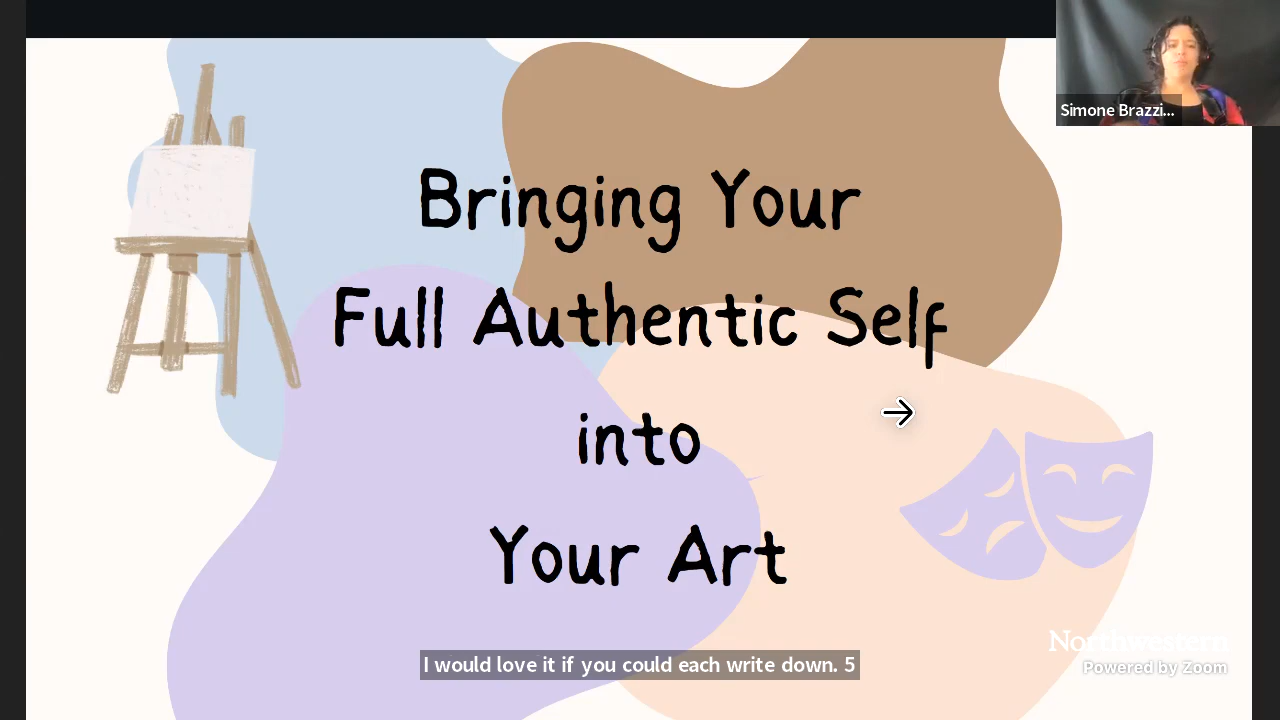 Simone Brazzi...
Bringing Your
Full Authentic Self
into
Your Art
Northwestern
Powered by Zoom
I would love it if you could each write down. 5